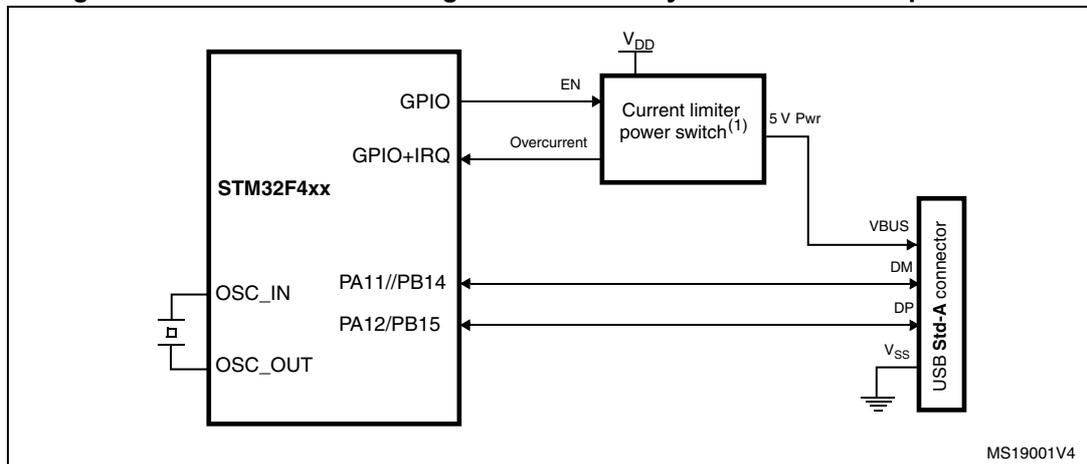 V_DD
EN
GPIO
Current limiter
power switch(1)
5 V Pwr
Overcurrent
GPIO+IRQ
STM32F4xx
VBUS
DM
PA11//PB14
OSC_IN
DP
PA12/PB15
USB Std-A connector
V_SS
OSC_OUT
MS19001V4